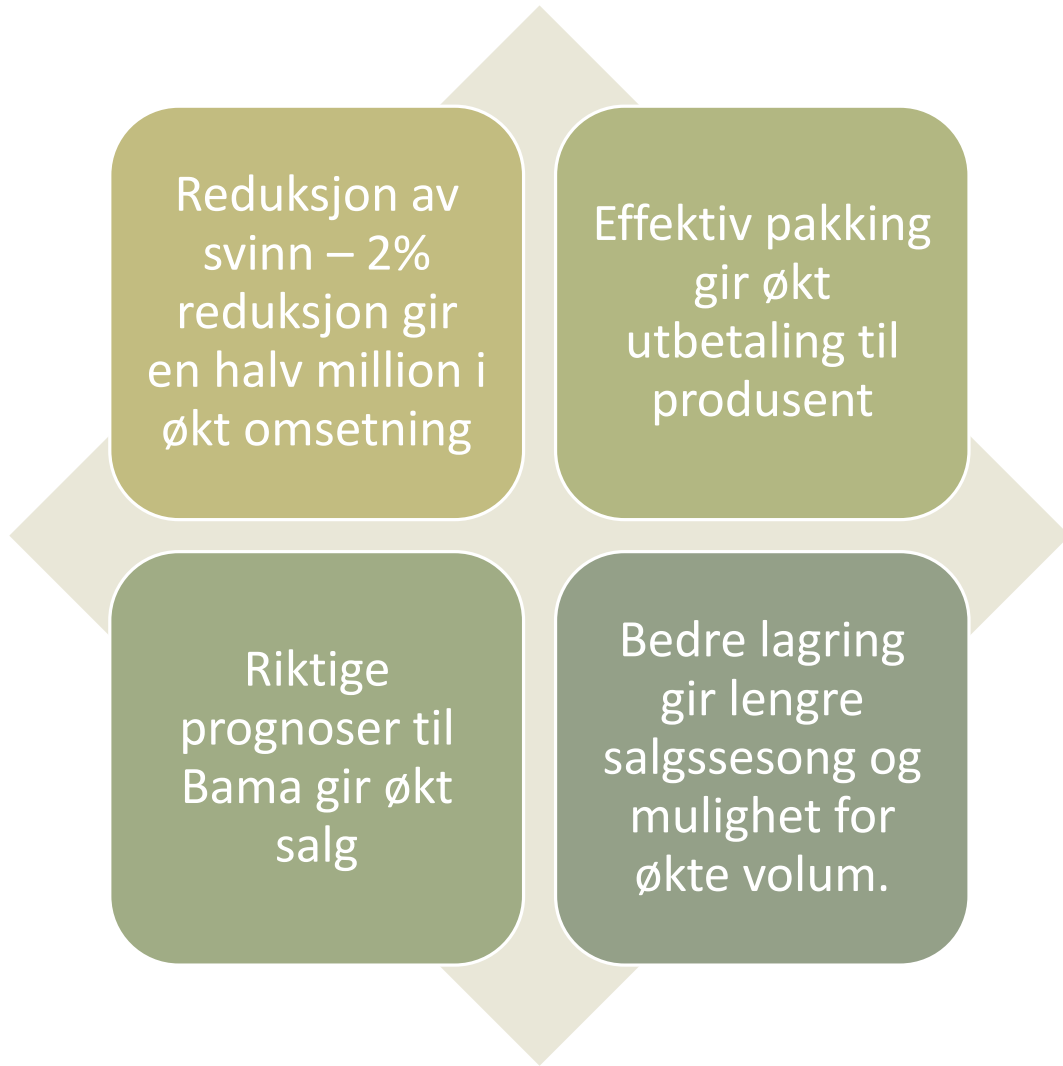 Reduksjon av
svinn – 2%
reduksjon gir
en halv million i
økt omsetning
Effektiv pakking
gir økt
utbetaling til
produsent
Riktige
prognoser til
Bama gir økt
salg
Bedre lagring
gir lengre
salgssesong og
mulighet for
økte volum.